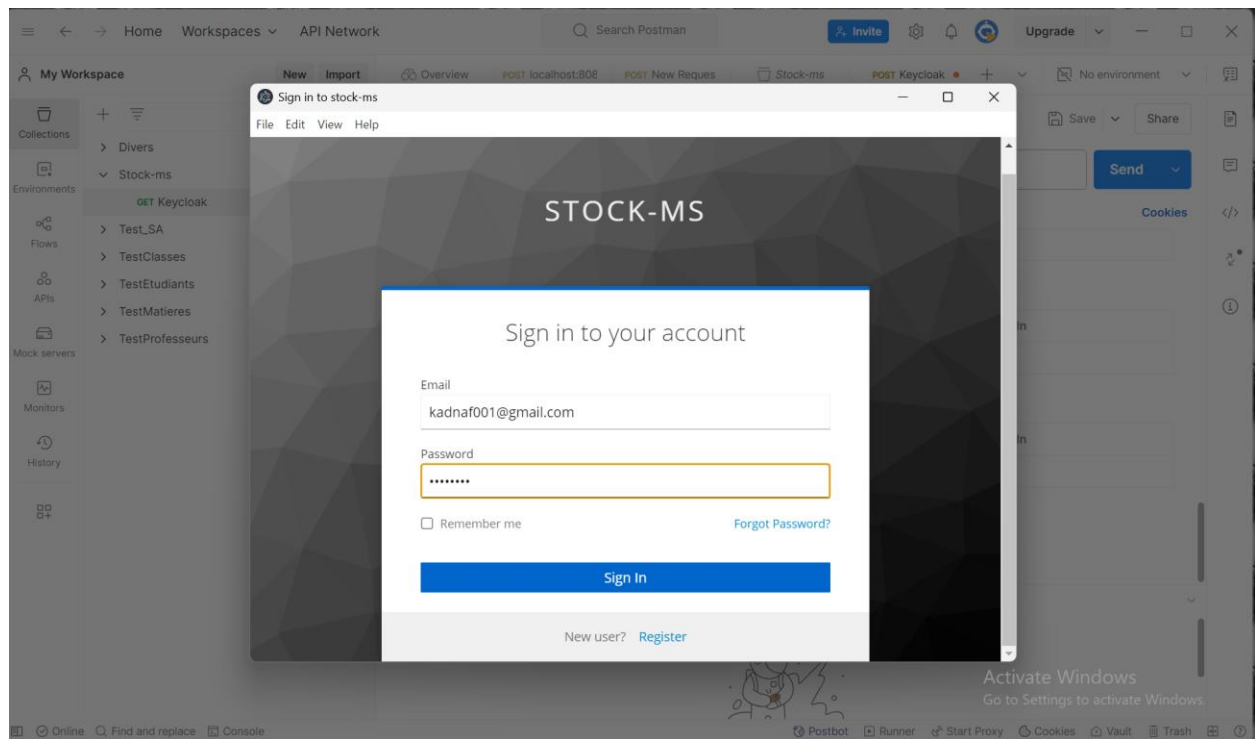 Home Workspaces API Network Search Postman Invite Upgrade
My Workspace New Import Overview POST localhost:808 POST New Reques Stock-ms POST Keycloak + No environment
Sign in to stock-ms
File Edit View Help
Save Share
Collections
Divers
Environments
Stock-ms
Send
GET Keycloak
STOCK-MS
Cookies
Flows
Test_SA
TestClasses
APIs
TestEtudiants
TestMatieres
In
Mock servers
TestProfesseurs
Sign in to your account
Monitors
Email
kadnaf001@gmail.com
History
In
Password
••••••••
Remember me Forgot Password?
Sign In
New user? Register
Activate Windows
Go to Settings to activate Windows.
Online Find and replace Console Postbot Runner Start Proxy Cookies Vault Trash